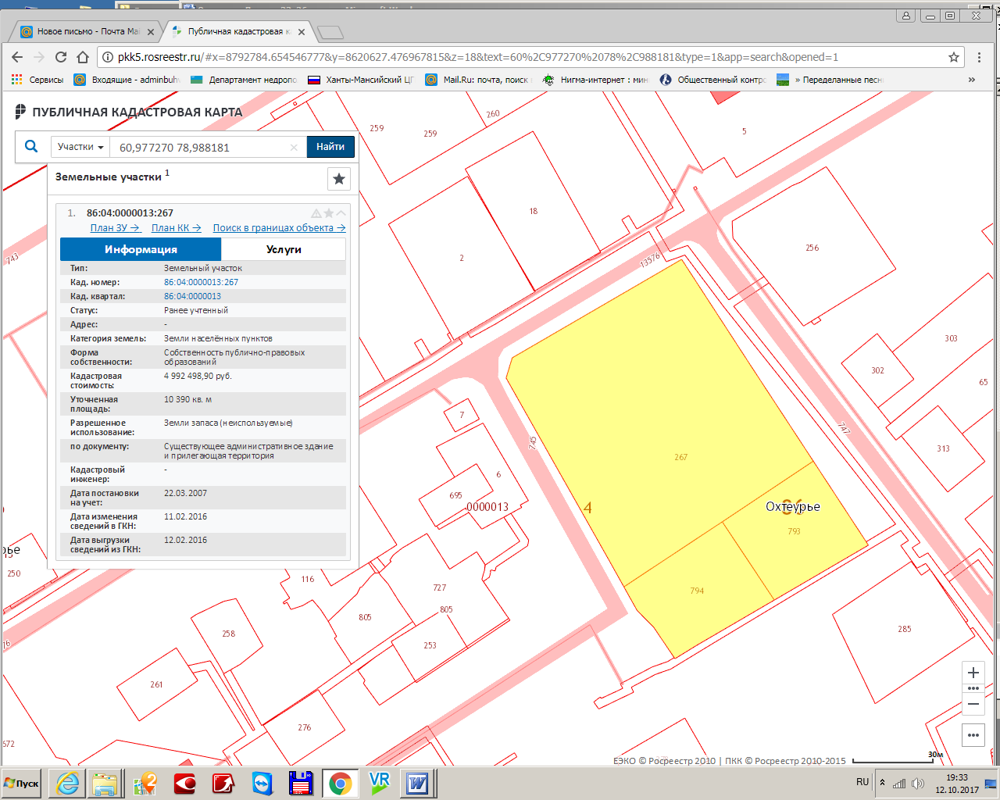 Новое письмо - Почта Mai
Публичная кадастровая к
pkk5.rosreestr.ru/#x=8792784.654546777&y=8620627.476967815&z=18&text=60%2C977270%2078%2C988181&type=1&app=search&opened=1
Сервисы
Входящие - adminbuh
Департамент недропо
Ханты-Мансийский ЦГ
Mail.Ru: почта, поиск
Нигма-интернет : мин
Общественный контро
» Переделанные песн
»
ПУБЛИЧНАЯ КАДАСТРОВАЯ КАРТА
Участки
60,977270 78,988181
Найти
Земельные участки 1
1. 86:04:0000013:267
План ЗУ → План КК → Поиск в границах объекта →
Информация Услуги
Тип: Земельный участок
Кад. номер: 86:04:0000013:267
Кад. квартал: 86:04:0000013
Статус: Ранее учтенный
Адрес: -
Категория земель: Земли населённых пунктов
Форма собственности: Собственность публично-правовых
образований
Кадастровая стоимость: 4 992 498,90 руб.
Уточненная площадь: 10 390 кв. м
Разрешенное использование: Земли запаса (неиспользуемые)
по документу: Существующее административное здание
и прилегающая территория
Кадастровый инженер: -
Дата постановки на учет: 22.03.2007
Дата изменения сведений в ГКН: 11.02.2016
Дата выгрузки сведений из ГКН: 12.02.2016
259
259
260
5
18
2
256
13576
743
303
302
65
313
747
745
7
6
695
0000013
4
267
Охтеурье
793
794
285
рье
250
116
727
805
805
258
253
261
276
672
76
30м
ЕЭКО © Росреестр 2010 | ПКК © Росреестр 2010-2015
Пуск
2
VR
W
RU
19:33
12.10.2017